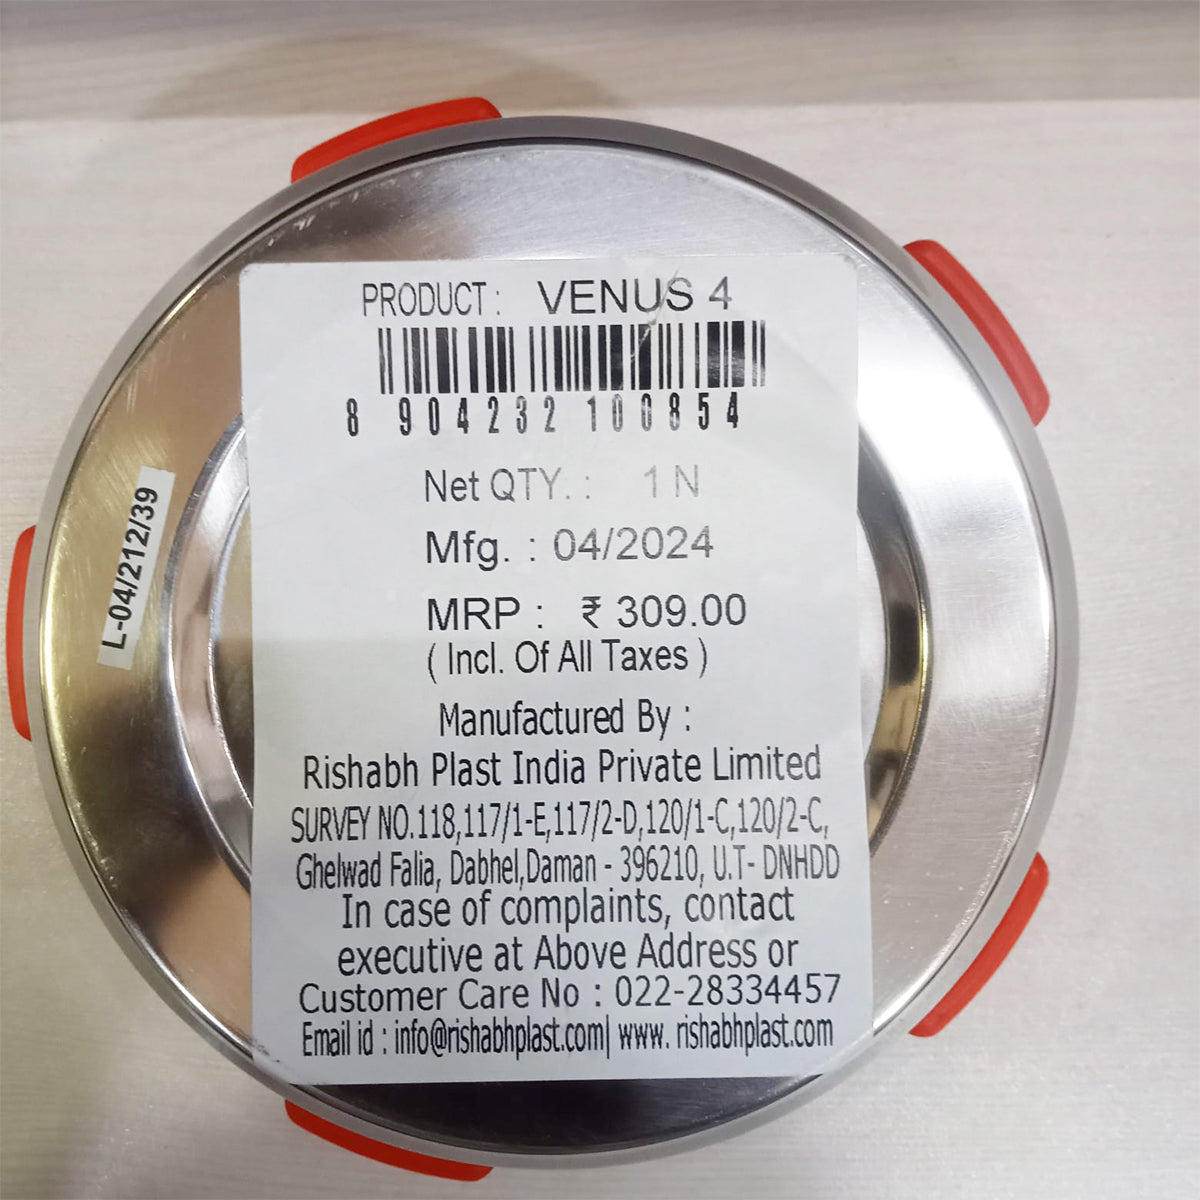 PRODUCT : VENUS 4
8 904232 100854
Net QTY. : 1 N
Mfg. : 04/2024
MRP : ₹ 309.00
( Incl. Of All Taxes )
Manufactured By :
Rishabh Plast India Private Limited
SURVEY NO.118,117/1-E,117/2-D,120/1-C,120/2-C,
Ghelwad Falia, Dabhel,Daman - 396210, U.T- DNHDD
In case of complaints, contact
executive at Above Address or
Customer Care No : 022-28334457
Email id : info@rishabhplast.com| www. rishabhplast.com
L-04/212/39